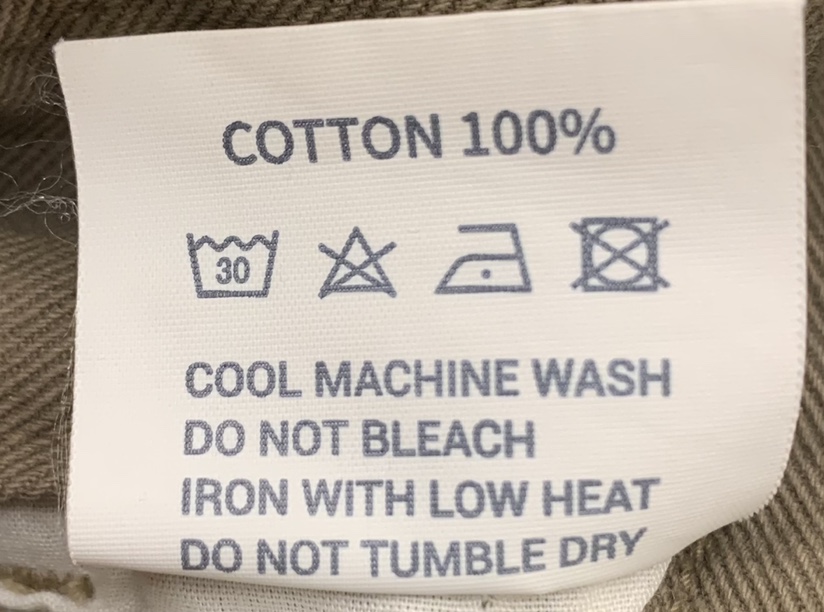 COTTON 100%
30
COOL MACHINE WASH
DO NOT BLEACH
IRON WITH LOW HEAT
DO NOT TUMBLE DRY